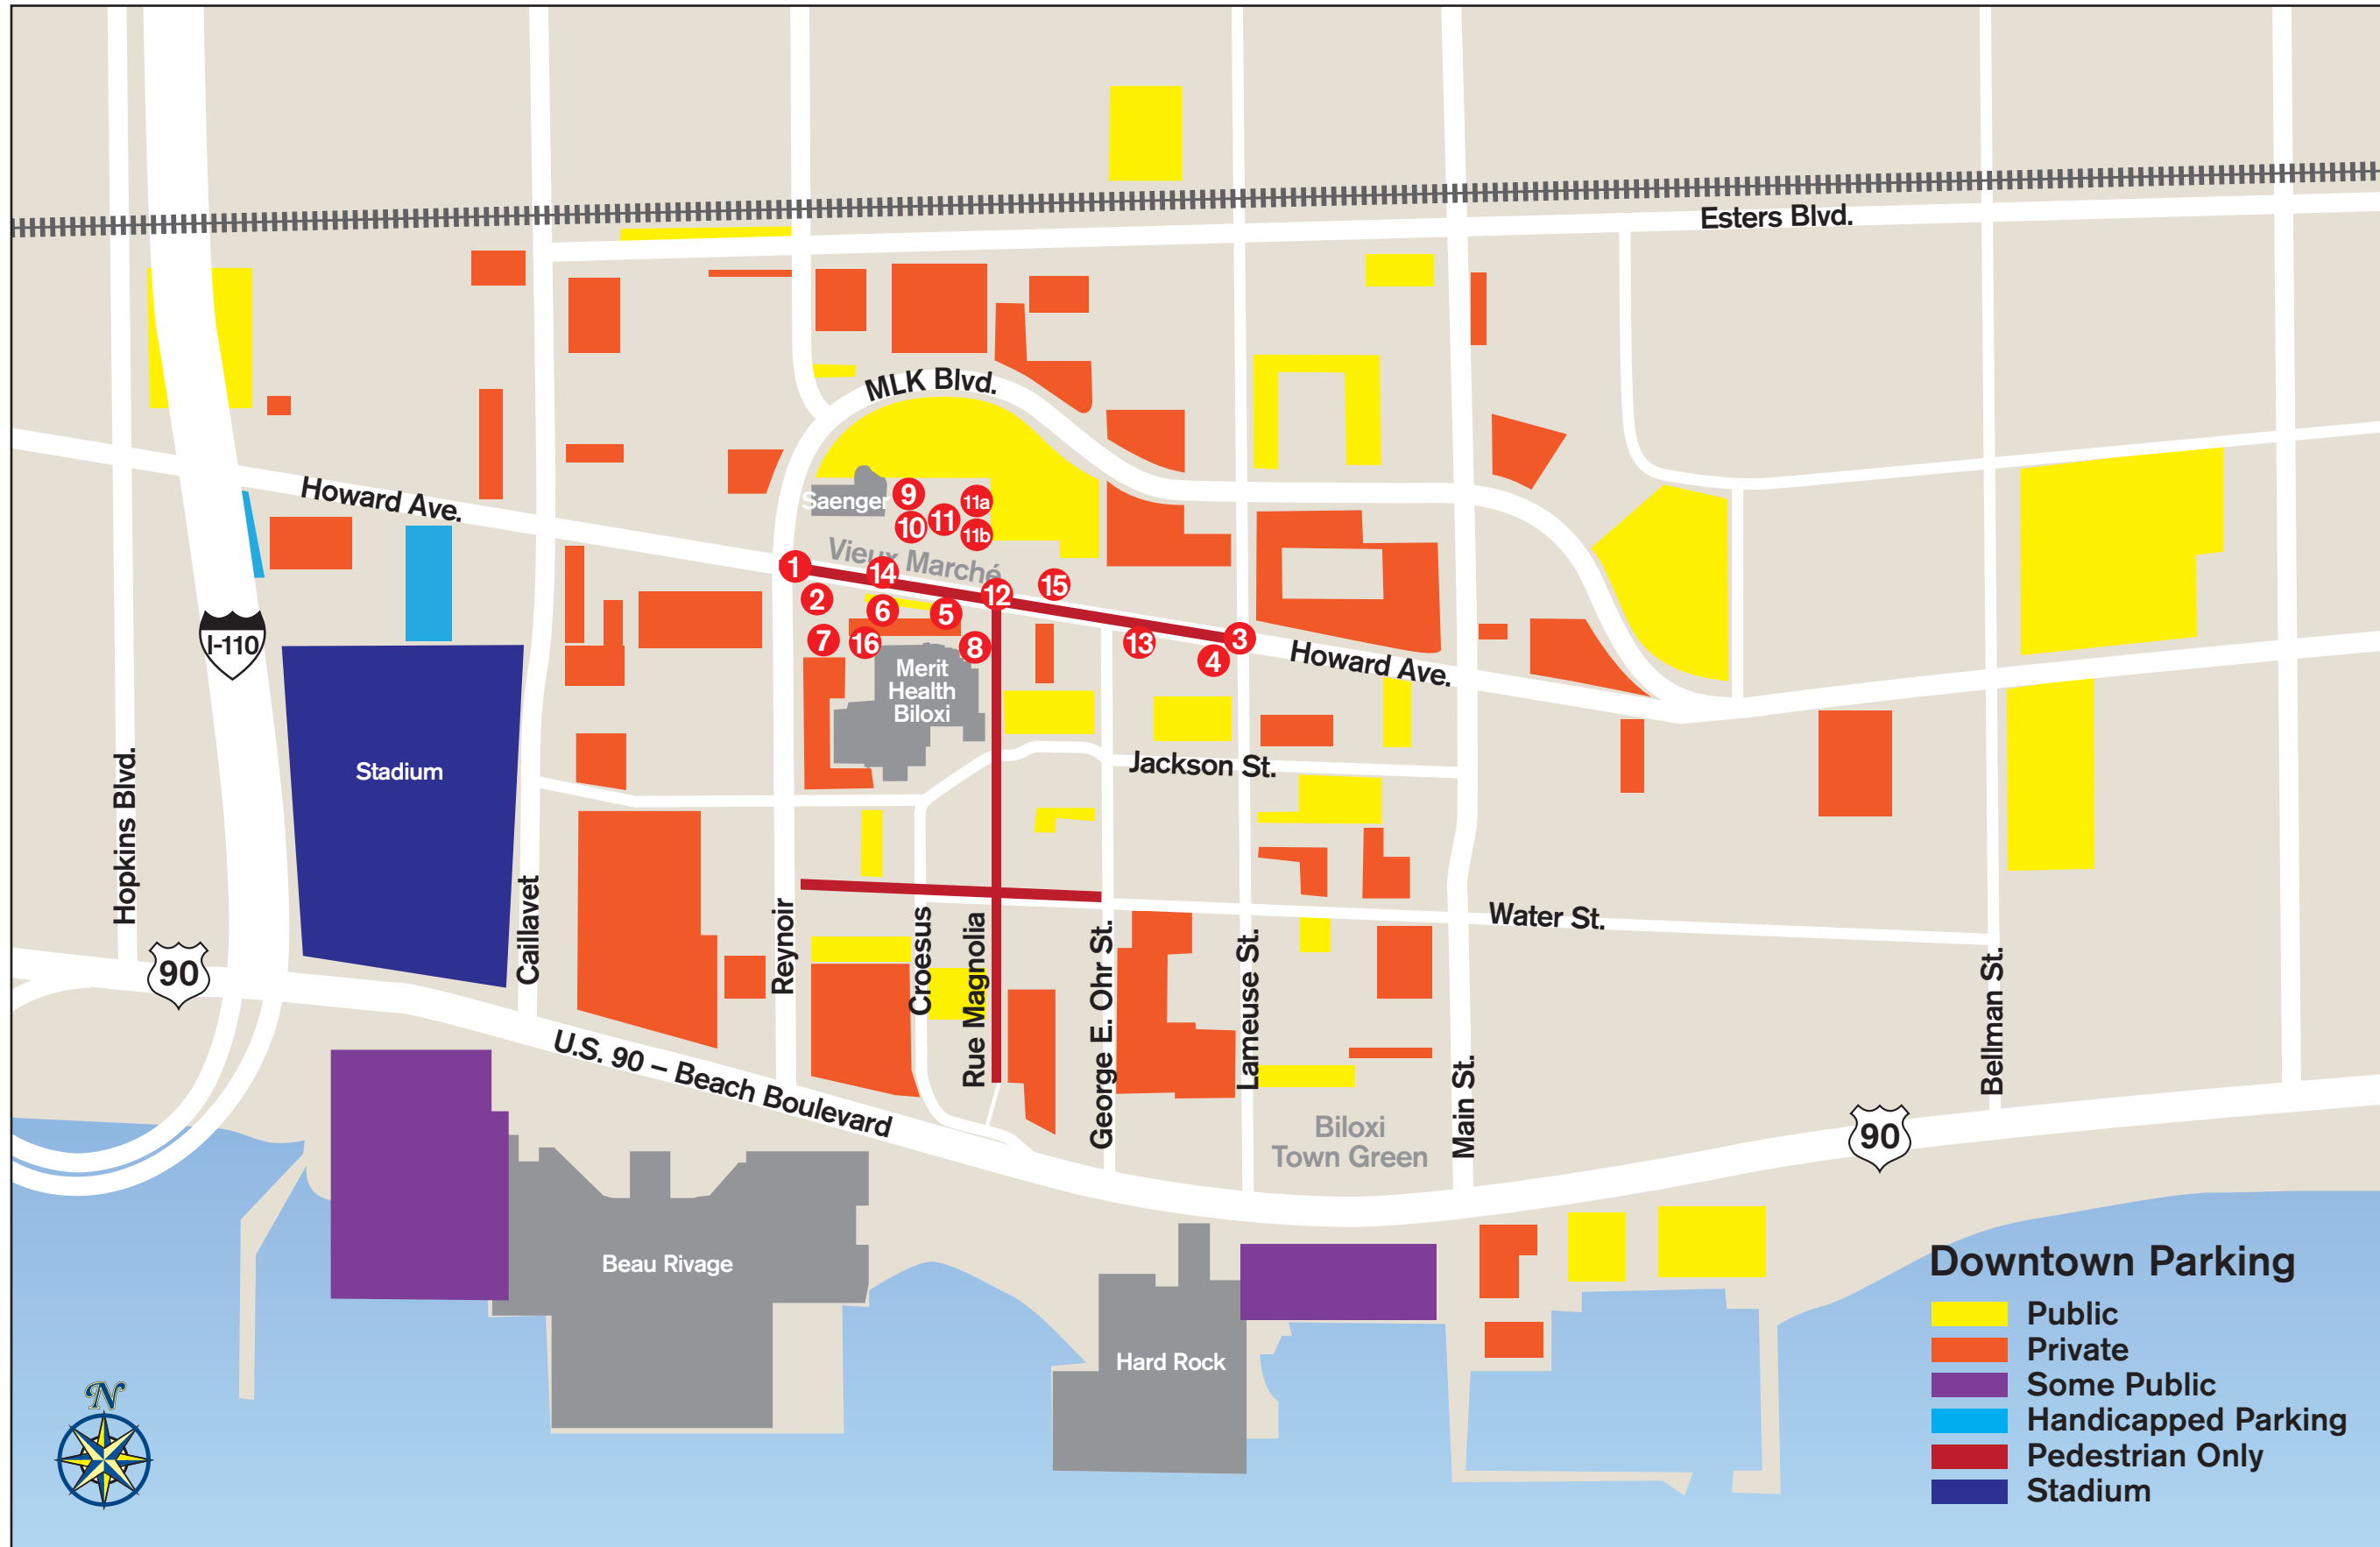 Esters Blvd.
MLK Blvd.
Howard Ave.
Saenger
9
11a
10
11
11b
Vieux Marché
1
14
12
15
2
6
5
7
16
8
13
3
4
Howard Ave.
I-110
Merit
Health
Biloxi
Stadium
Jackson St.
Hopkins Blvd.
Caillavet
Reynoir
Croesus
Rue Magnolia
George E. Ohr St.
Lameuse St.
Main St.
Water St.
Bellman St.
90
U.S. 90 – Beach Boulevard
Biloxi
Town Green
90
Beau Rivage
Hard Rock
N
Downtown Parking
Public
Private
Some Public
Handicapped Parking
Pedestrian Only
Stadium